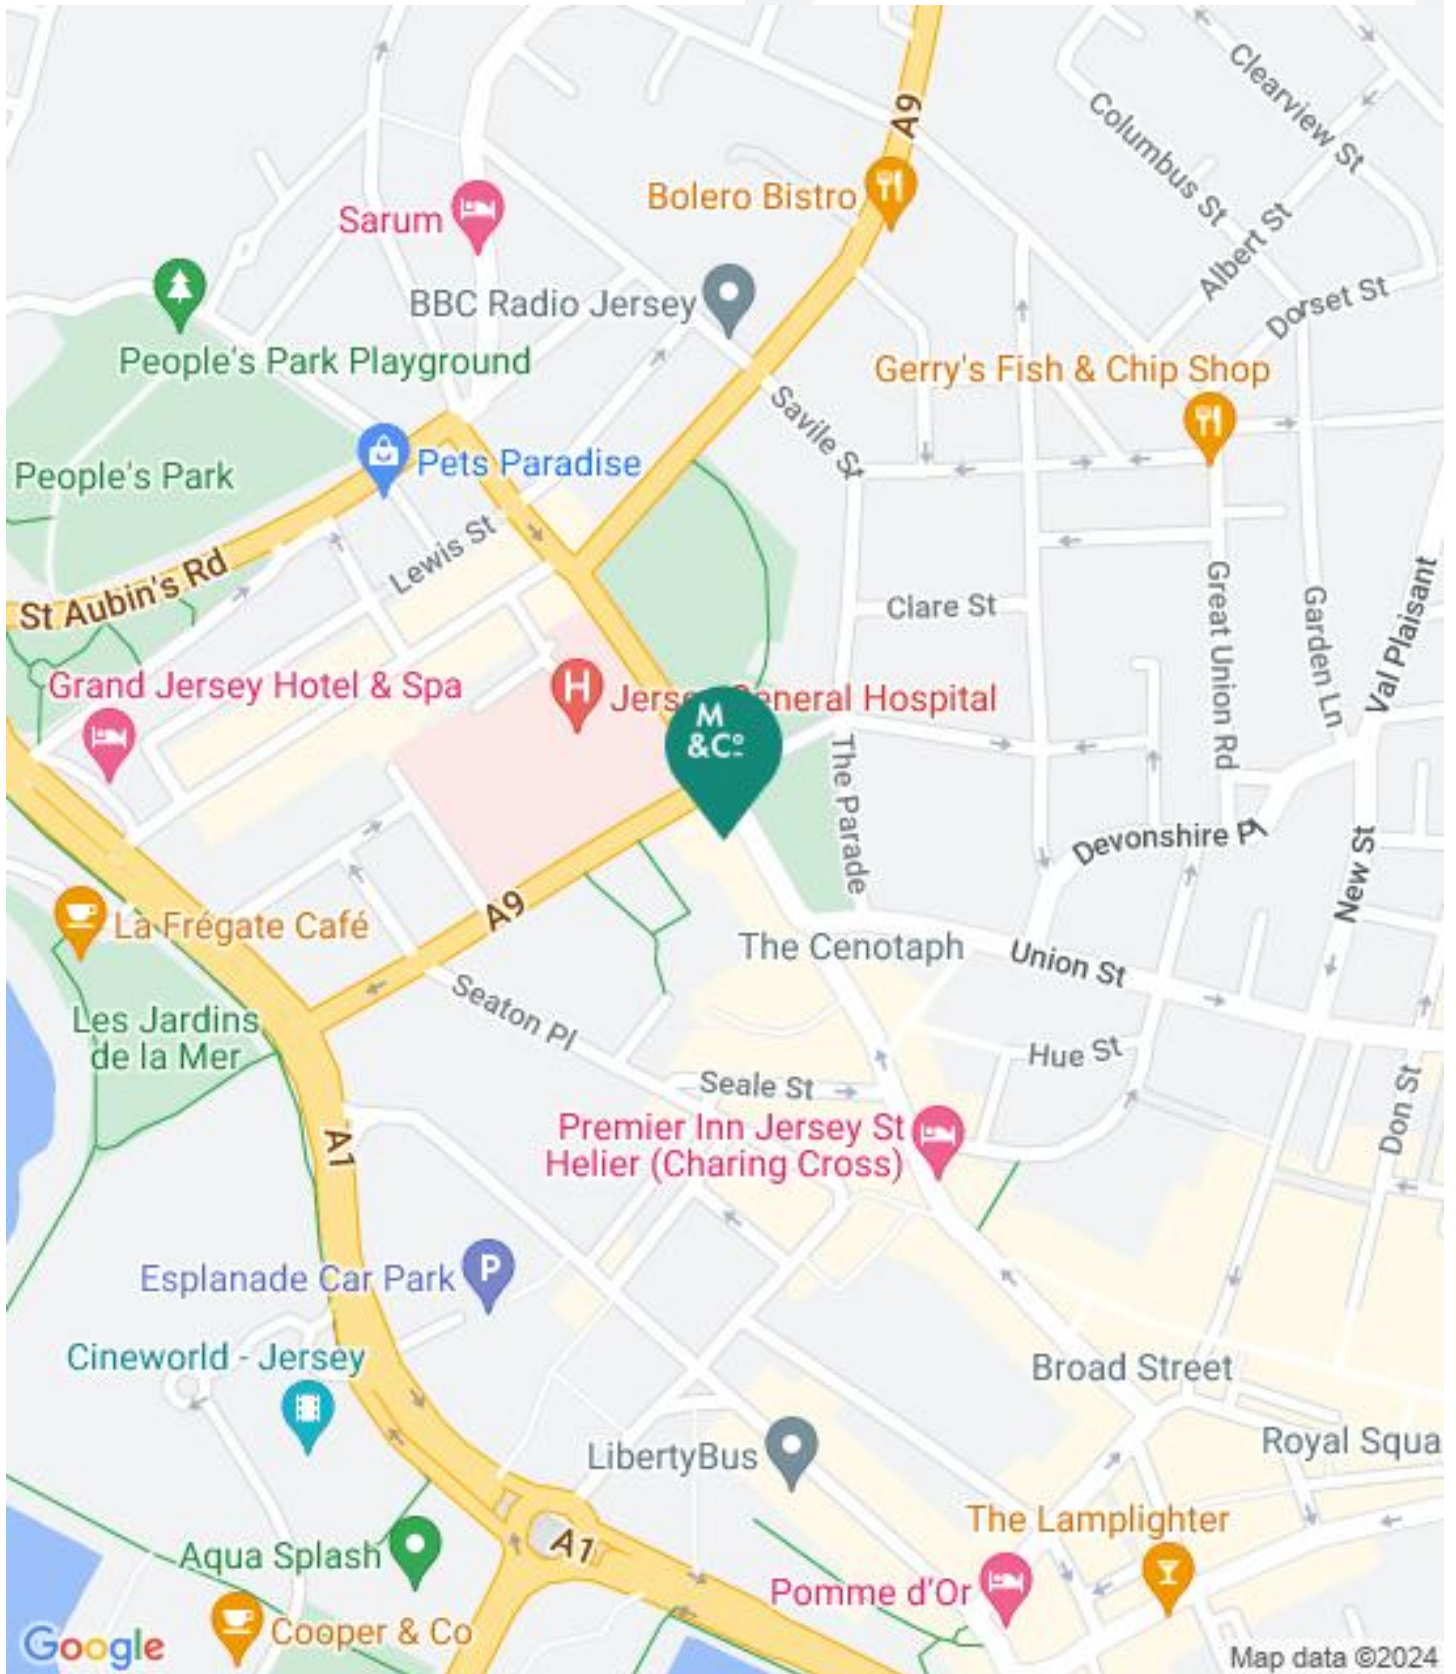 A9
Clearview St
Columbus St
Bolero Bistro
Sarum
Albert St
BBC Radio Jersey
Dorset St
People's Park Playground
Gerry's Fish & Chip Shop
Savile St
Pets Paradise
People's Park
Lewis St
St Aubin's Rd
Clare St
Great Union Rd
Garden Ln
Val Plaisant
Grand Jersey Hotel & Spa
H
General Hospital
M
&Cº
The Parade
Devonshire Pl
New St
A9
La Frégate Café
The Cenotaph
Union St
Seaton Pl
Les Jardins
de la Mer
Hue St
Seale St
Don St
A1
Premier Inn Jersey St
Helier (Charing Cross)
Esplanade Car Park
P
Cineworld - Jersey
Broad Street
LibertyBus
Royal Squa
The Lamplighter
A1
Aqua Splash
Pomme d'Or
Cooper & Co
Google
Map data ©2024